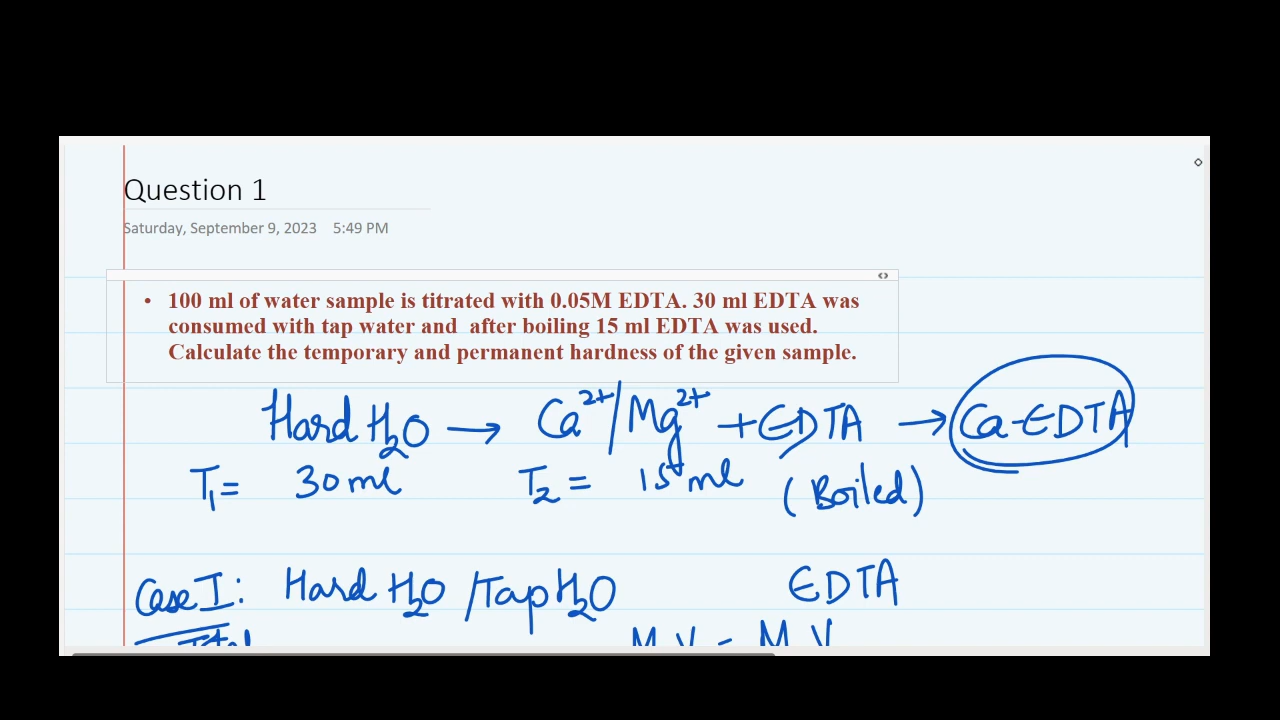 Question 1
Saturday, September 9, 2023 5:49 PM
• 100 ml of water sample is titrated with 0.05M EDTA. 30 ml EDTA was
consumed with tap water and after boiling 15 ml EDTA was used.
Calculate the temporary and permanent hardness of the given sample.
Hard H₂O → Ca²⁺/Mg²⁺ + EDTA → Ca-EDTA
T₁ = 30 ml T₂ = 15 ml (Boiled)
Case I: Hard H₂O / Tap H₂O EDTA
M V = M V